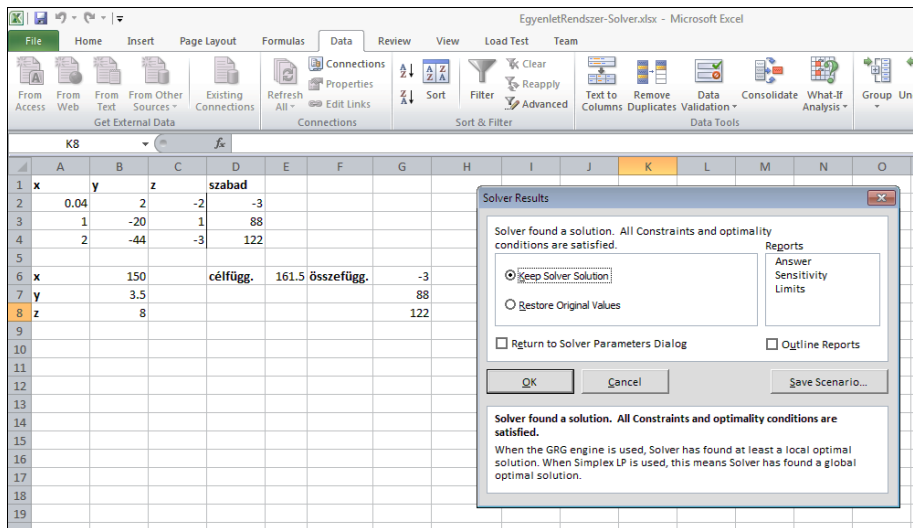 EgyenletRendszer-Solver.xlsx - Microsoft Excel
File Home Insert Page Layout Formulas Data Review View Load Test Team
From Access
From Web
From Text
From Other Sources
Existing Connections
Get External Data
Refresh All
Connections
Properties
Edit Links
Connections
Sort
Filter
Clear
Reapply
Advanced
Sort & Filter
Text to Columns
Remove Duplicates
Data Validation
Consolidate
What-If Analysis
Data Tools
Group
Un
K8 fx
A B C D E F G H I J K L M N O
1 x y z szabad
2 0.04 2 -2 -3
3 1 -20 1 88
4 2 -44 -3 122
5
6 x 150 célfügg. 161.5 összefügg. -3
7 y 3.5 88
8 z 8 122
9
10
11
12
13
14
15
16
17
18
19
Solver Results
Solver found a solution. All Constraints and optimality
conditions are satisfied.
Keep Solver Solution
Restore Original Values
Reports
Answer
Sensitivity
Limits
Return to Solver Parameters Dialog
Outline Reports
OK Cancel Save Scenario...
Solver found a solution. All Constraints and optimality conditions are
satisfied.
When the GRG engine is used, Solver has found at least a local optimal
solution. When Simplex LP is used, this means Solver has found a global
optimal solution.